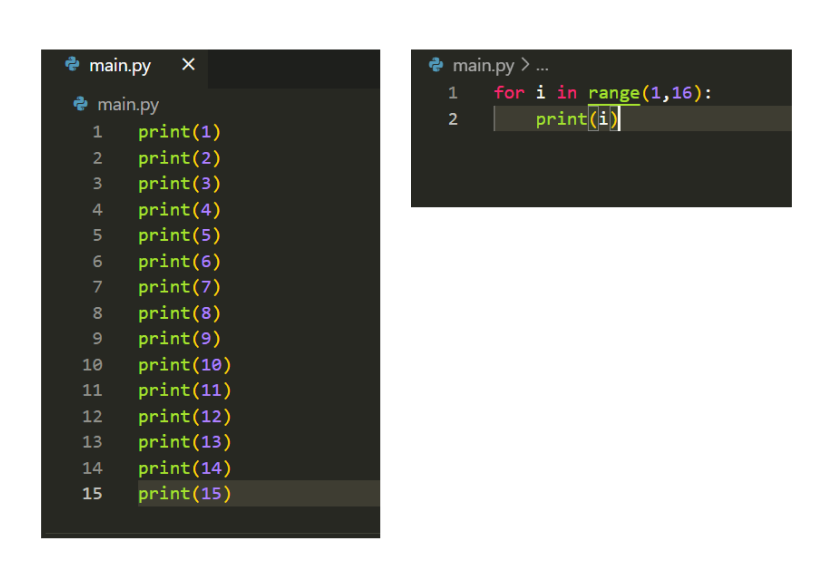 main.py ×
main.py
1 print(1)
2 print(2)
3 print(3)
4 print(4)
5 print(5)
6 print(6)
7 print(7)
8 print(8)
9 print(9)
10 print(10)
11 print(11)
12 print(12)
13 print(13)
14 print(14)
15 print(15)
main.py > ...
1 for i in range(1,16):
2     print(i)